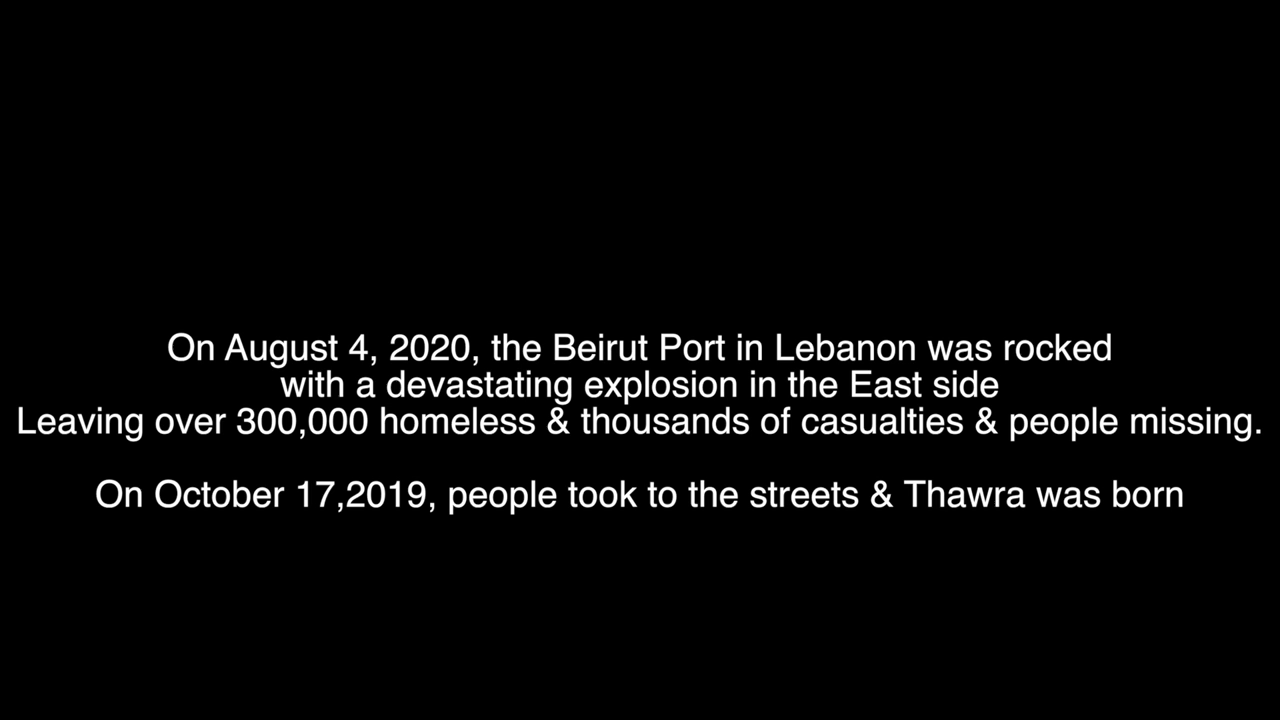 On August 4, 2020, the Beirut Port in Lebanon was rocked
with a devastating explosion in the East side
Leaving over 300,000 homeless & thousands of casualties & people missing.
On October 17,2019, people took to the streets & Thawra was born